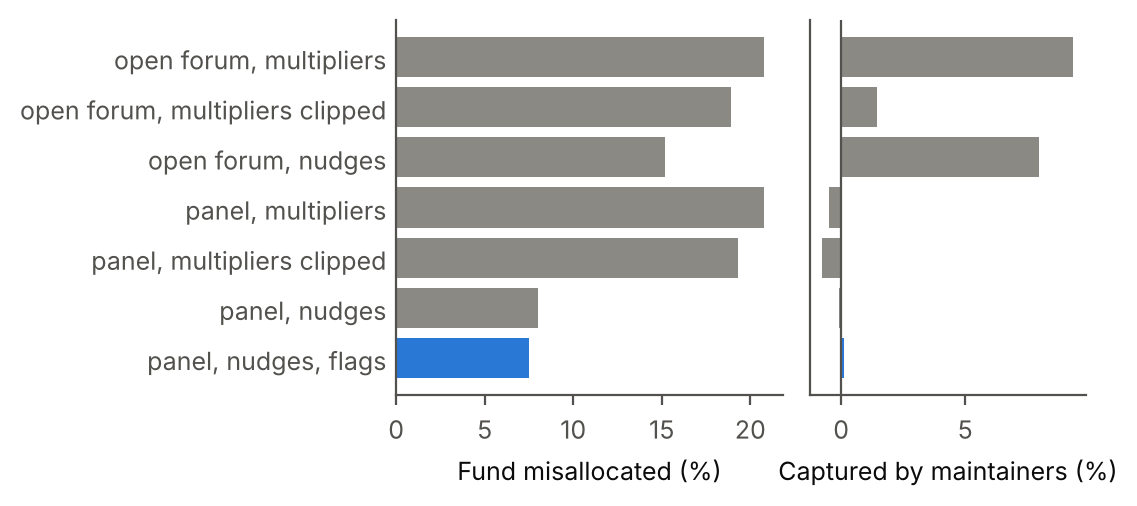 open forum, multipliers
open forum, multipliers clipped
open forum, nudges
panel, multipliers
panel, multipliers clipped
panel, nudges
panel, nudges, flags
0 5 10 15 20
Fund misallocated (%)
0 5
Captured by maintainers (%)